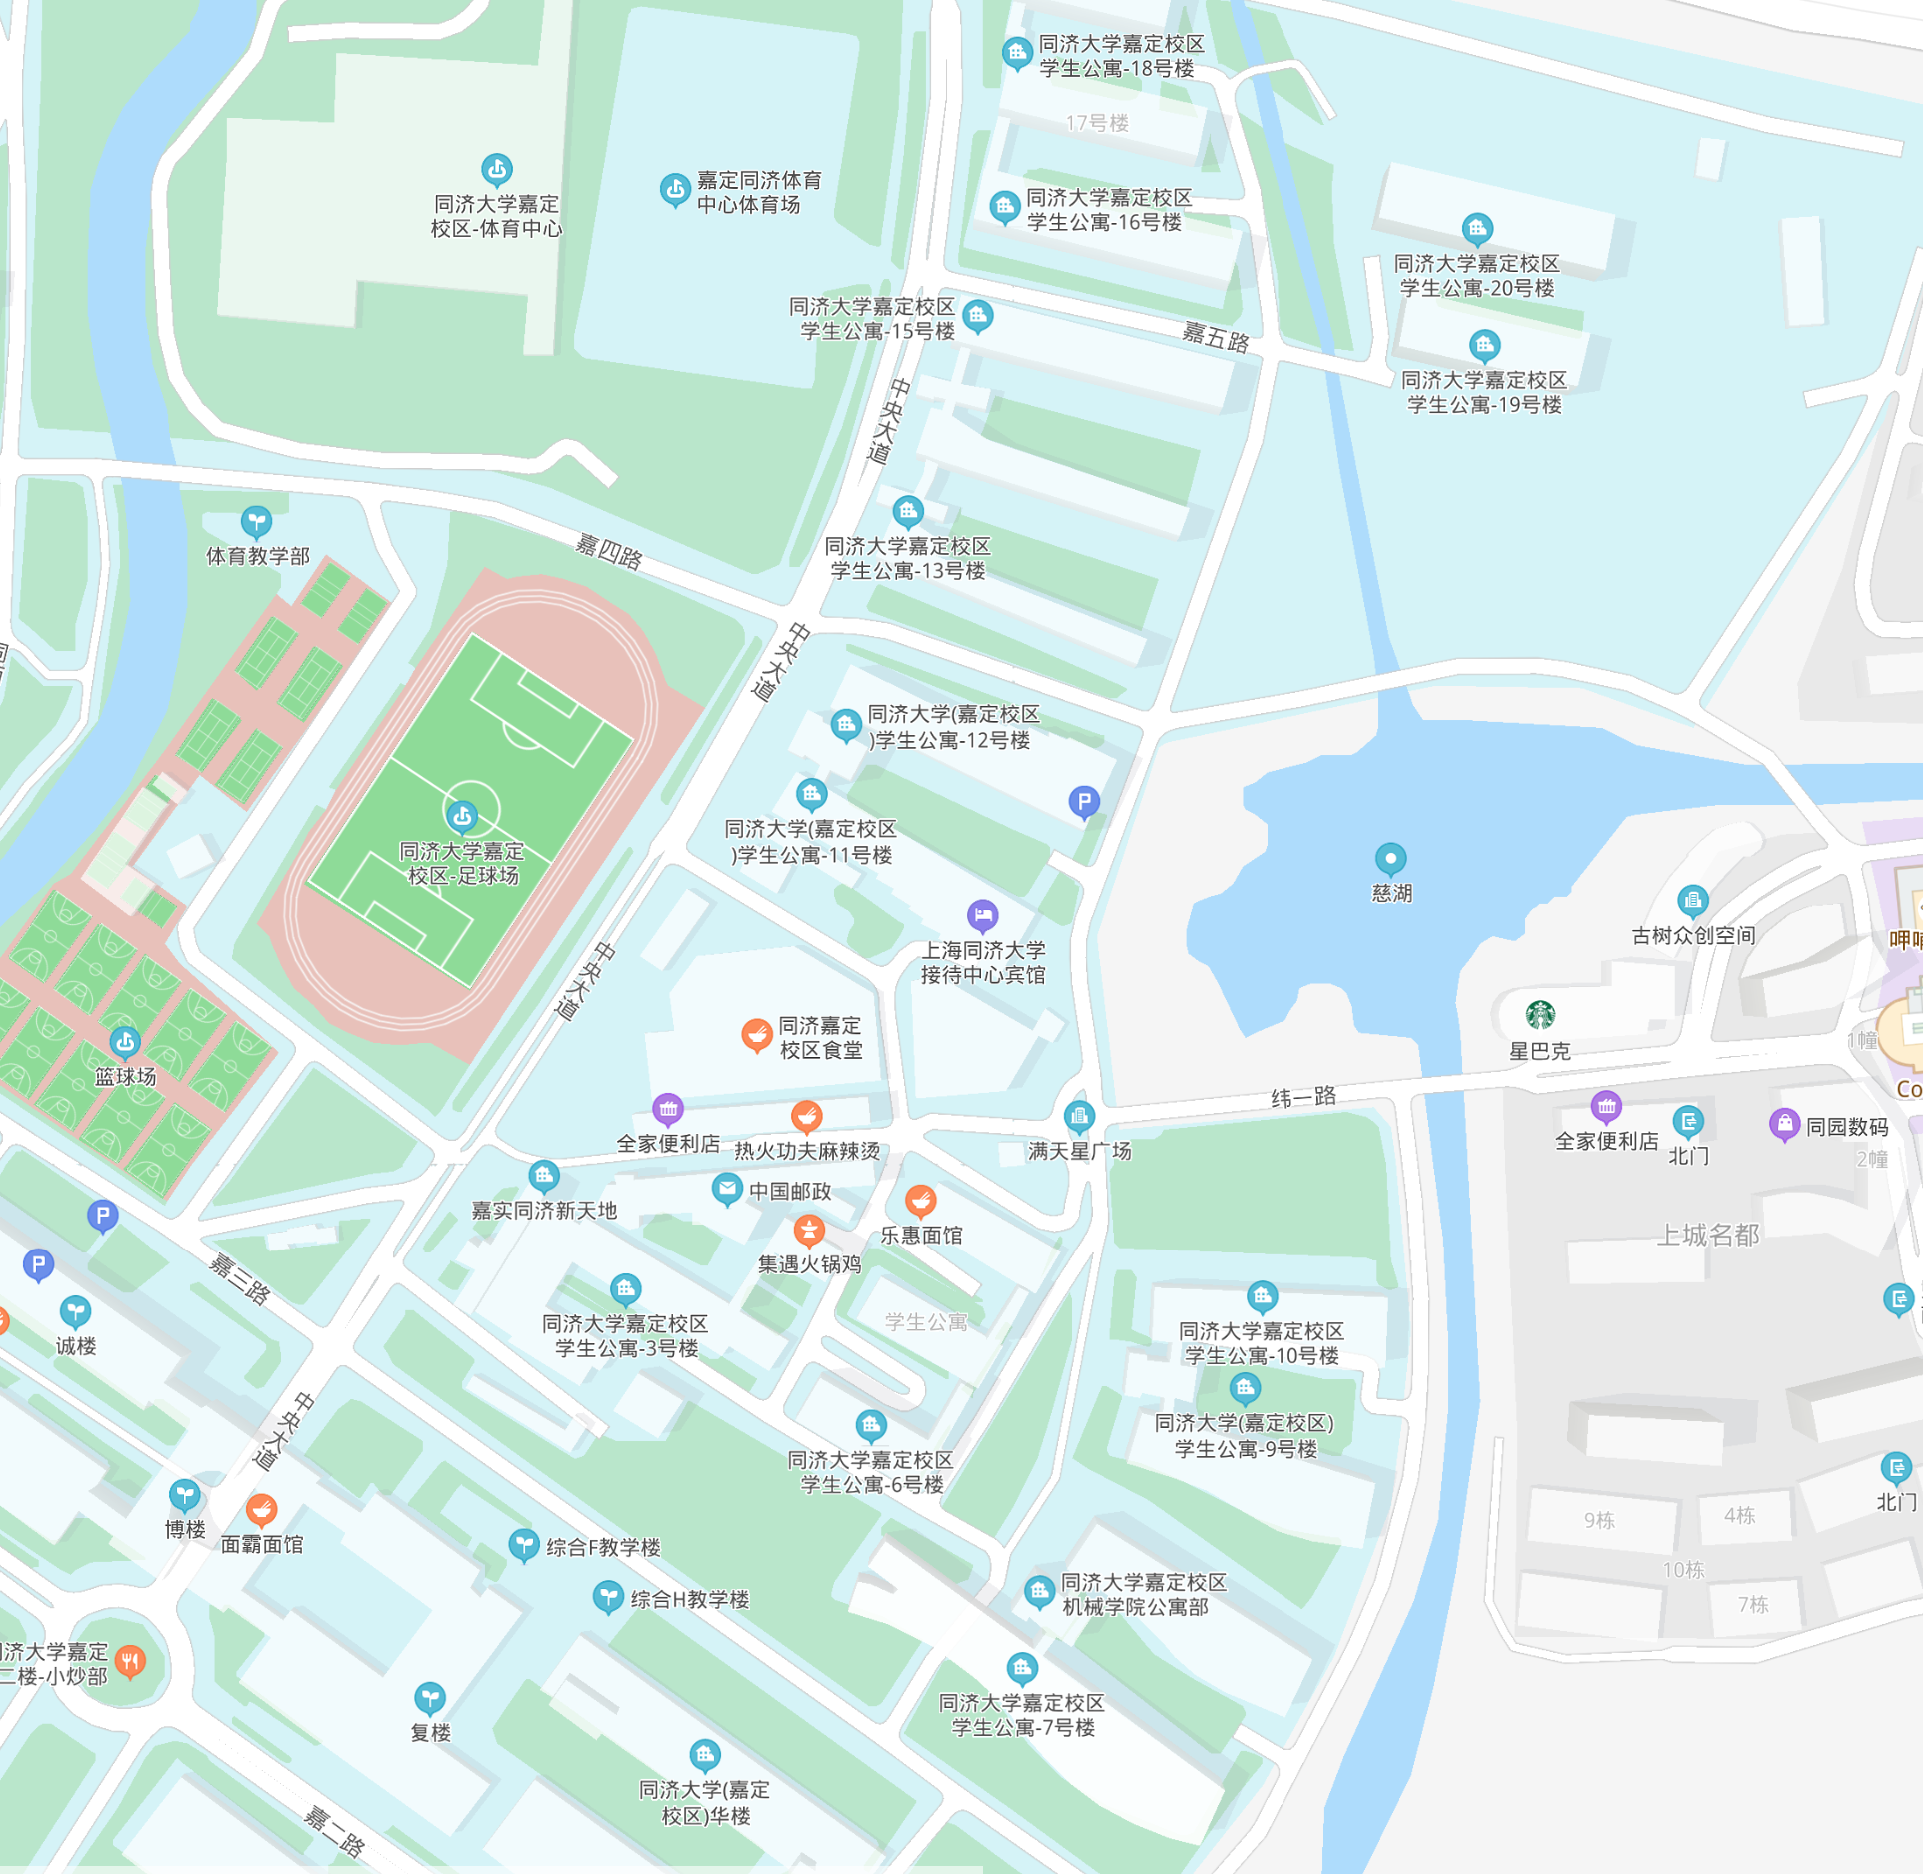 同济大学嘉定校区
学生公寓-18号楼
17号楼
同济大学嘉定
校区-体育中心
嘉定同济体育
中心体育场
同济大学嘉定校区
学生公寓-16号楼
同济大学嘉定校区
学生公寓-20号楼
同济大学嘉定校区
学生公寓-15号楼
嘉五路
同济大学嘉定校区
学生公寓-19号楼
中央大道
体育教学部
嘉四路
同济大学嘉定校区
学生公寓-13号楼
中央大道
同济大学(嘉定校区
)学生公寓-12号楼
P
同济大学(嘉定校区
)学生公寓-11号楼
同济大学嘉定
校区-足球场
慈湖
古树众创空间
呷
上海同济大学
接待中心宾馆
中央大道
同济嘉定
校区食堂
星巴克
1幢
篮球场
Co
纬一路
全家便利店
热火功夫麻辣烫
满天星广场
全家便利店
北门
同园数码
2幢
嘉实同济新天地
中国邮政
乐惠面馆
集遇火锅鸡
上城名都
P
P
嘉三路
诚楼
同济大学嘉定校区
学生公寓-3号楼
学生公寓
同济大学嘉定校区
学生公寓-10号楼
同济大学(嘉定校区)
学生公寓-9号楼
中央大道
同济大学嘉定校区
学生公寓-6号楼
北门
博楼
面霸面馆
9栋
4栋
综合F教学楼
10栋
综合H教学楼
同济大学嘉定校区
机械学院公寓部
7栋
济大学嘉定
二楼-小炒部
同济大学嘉定校区
学生公寓-7号楼
复楼
同济大学(嘉定
校区)华楼
嘉二路